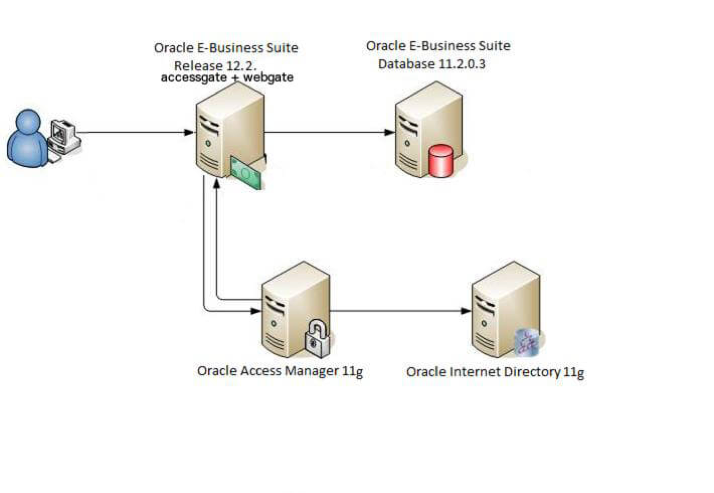 Oracle E-Business Suite
Release 12.2.
accessgate + webgate
Oracle E-Business Suite
Database 11.2.0.3
Oracle Access Manager 11g
Oracle Internet Directory 11g